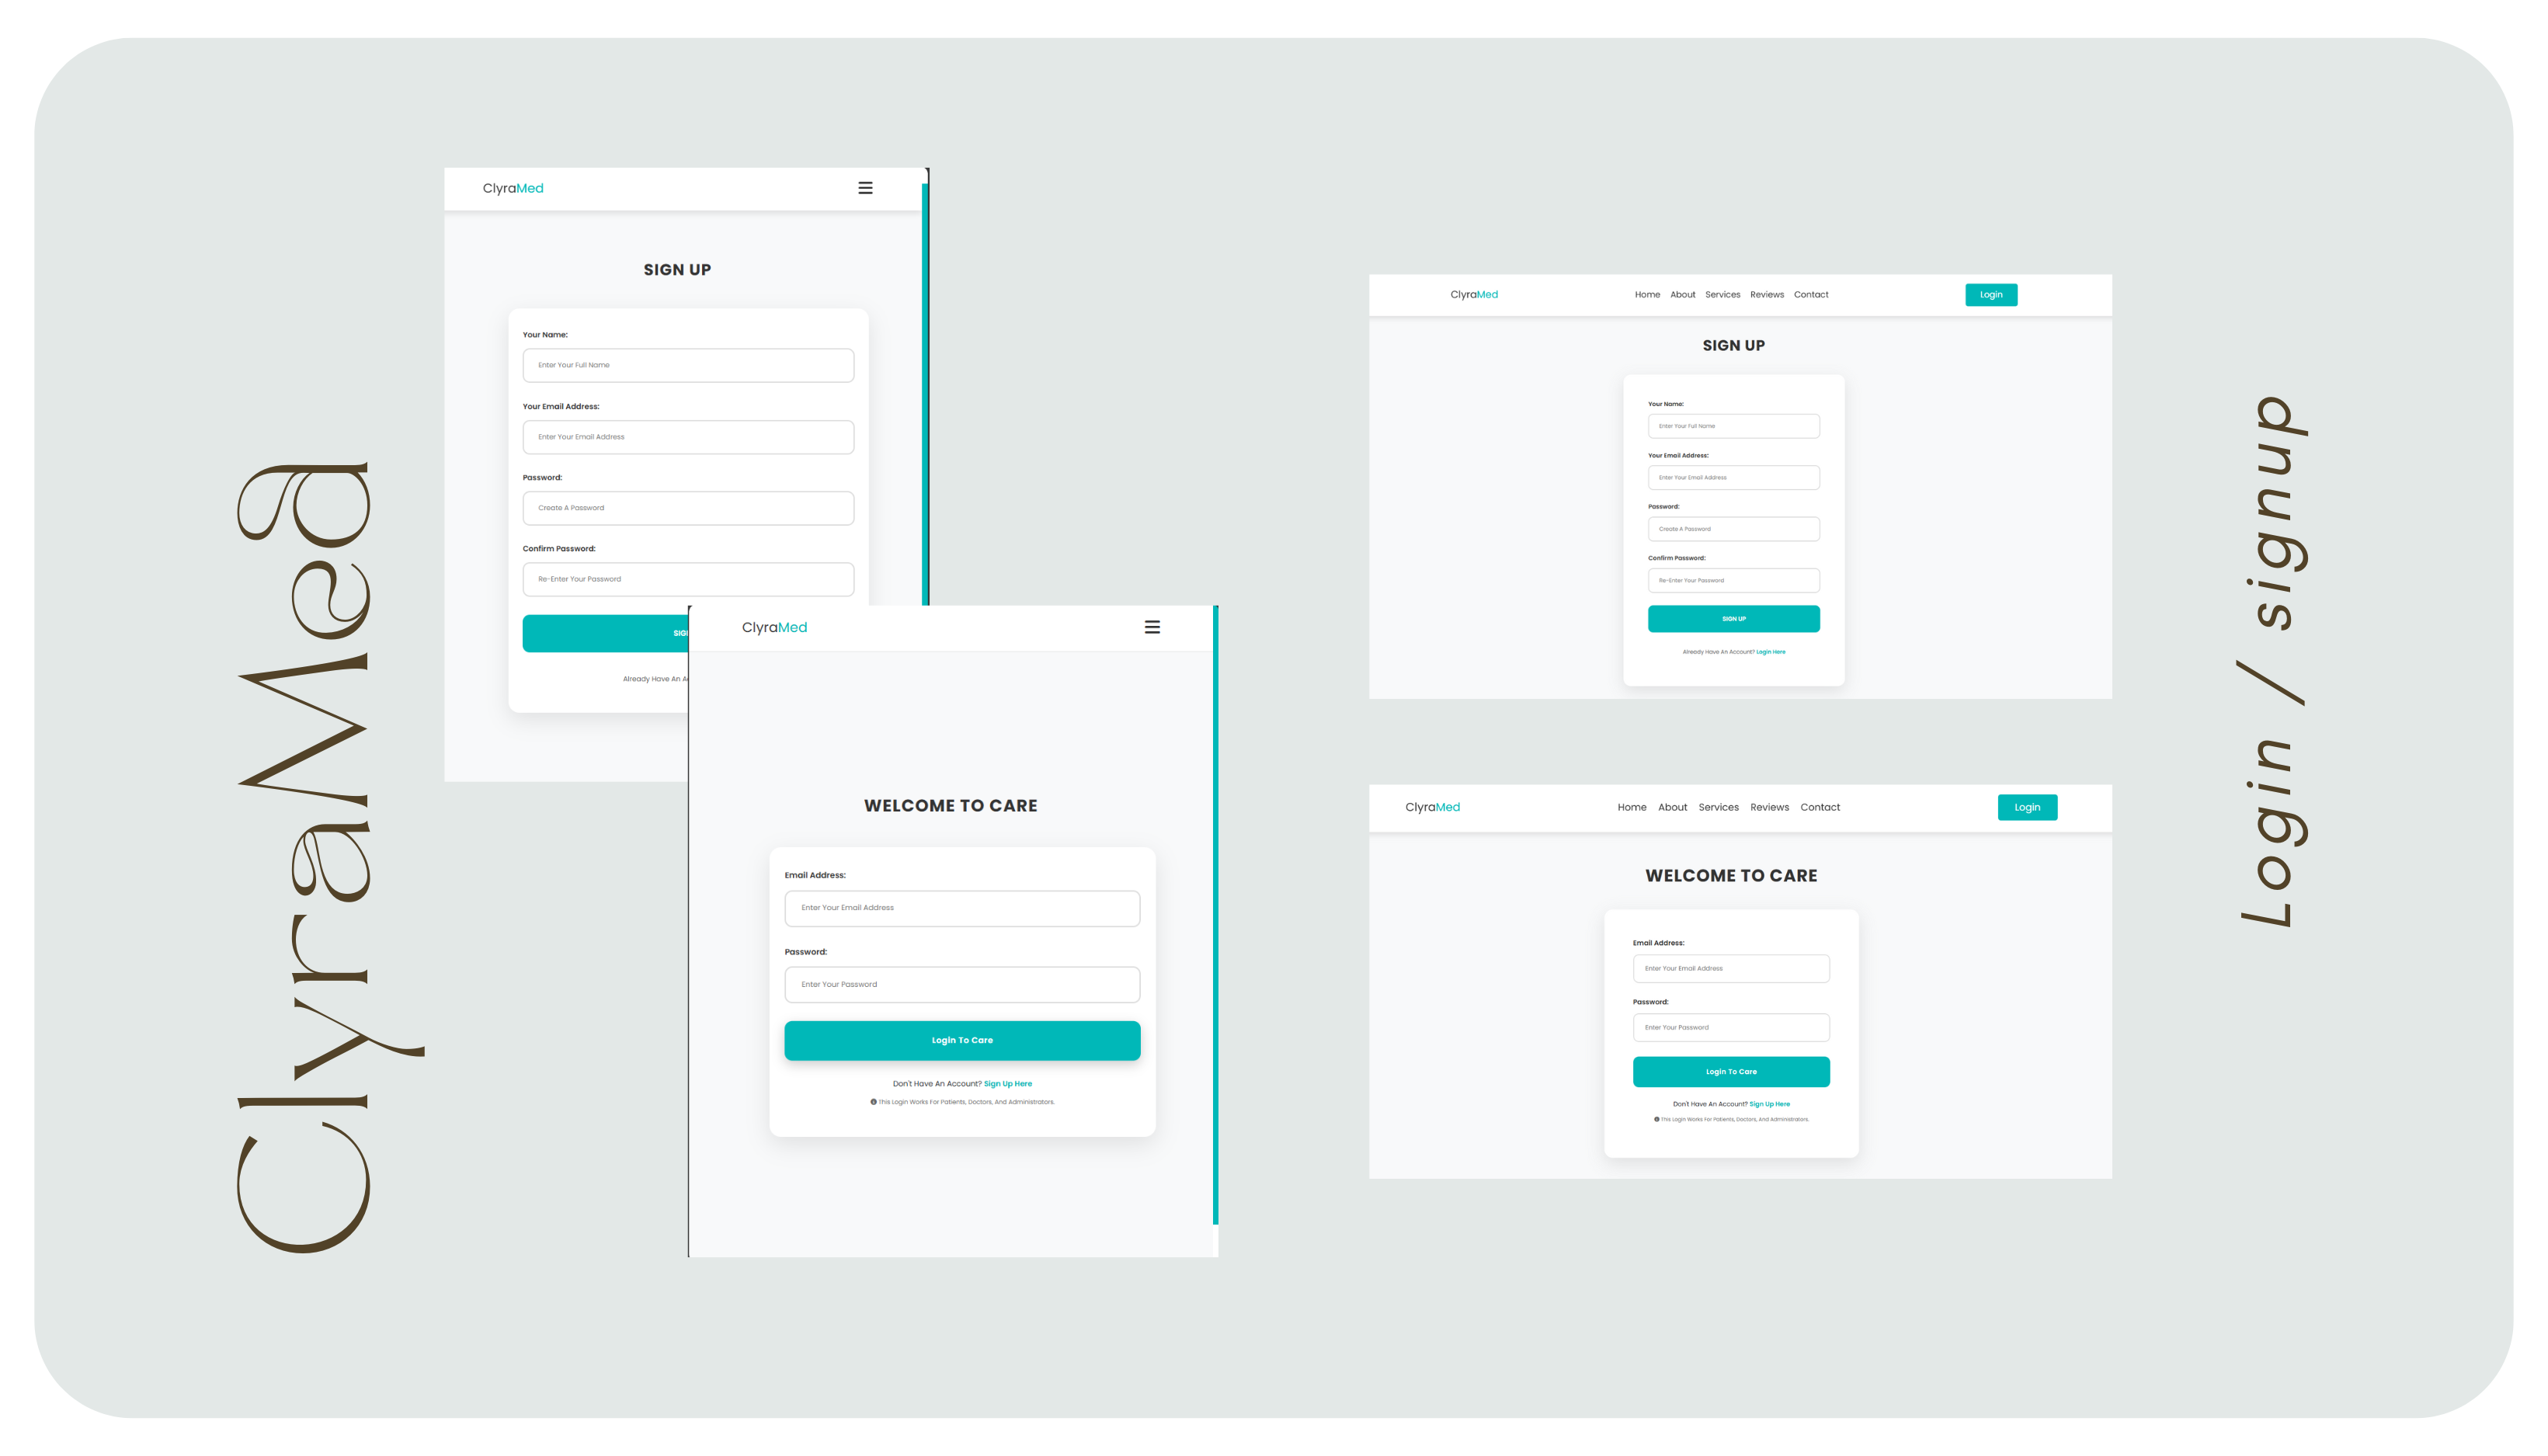 ClyraMed
ClyraMed
SIGN UP
Your Name:
Enter Your Full Name
Your Email Address:
Enter Your Email Address
Password:
Create A Password
Confirm Password:
Re-Enter Your Password
SIG
Already Have An A
ClyraMed
WELCOME TO CARE
Email Address:
Enter Your Email Address
Password:
Enter Your Password
Login To Care
Don't Have An Account? Sign Up Here
This Login Works For Patients, Doctors, And Administrators.
ClyraMed Home About Services Reviews Contact Login
SIGN UP
Your Name:
Enter Your Full Name
Your Email Address:
Enter Your Email Address
Password:
Create A Password
Confirm Password:
Re-Enter Your Password
SIGN UP
Already Have An Account? Login Here
ClyraMed Home About Services Reviews Contact Login
WELCOME TO CARE
Email Address:
Enter Your Email Address
Password:
Enter Your Password
Login To Care
Don't Have An Account? Sign Up Here
This Login Works For Patients, Doctors, And Administrators.
Login / signup